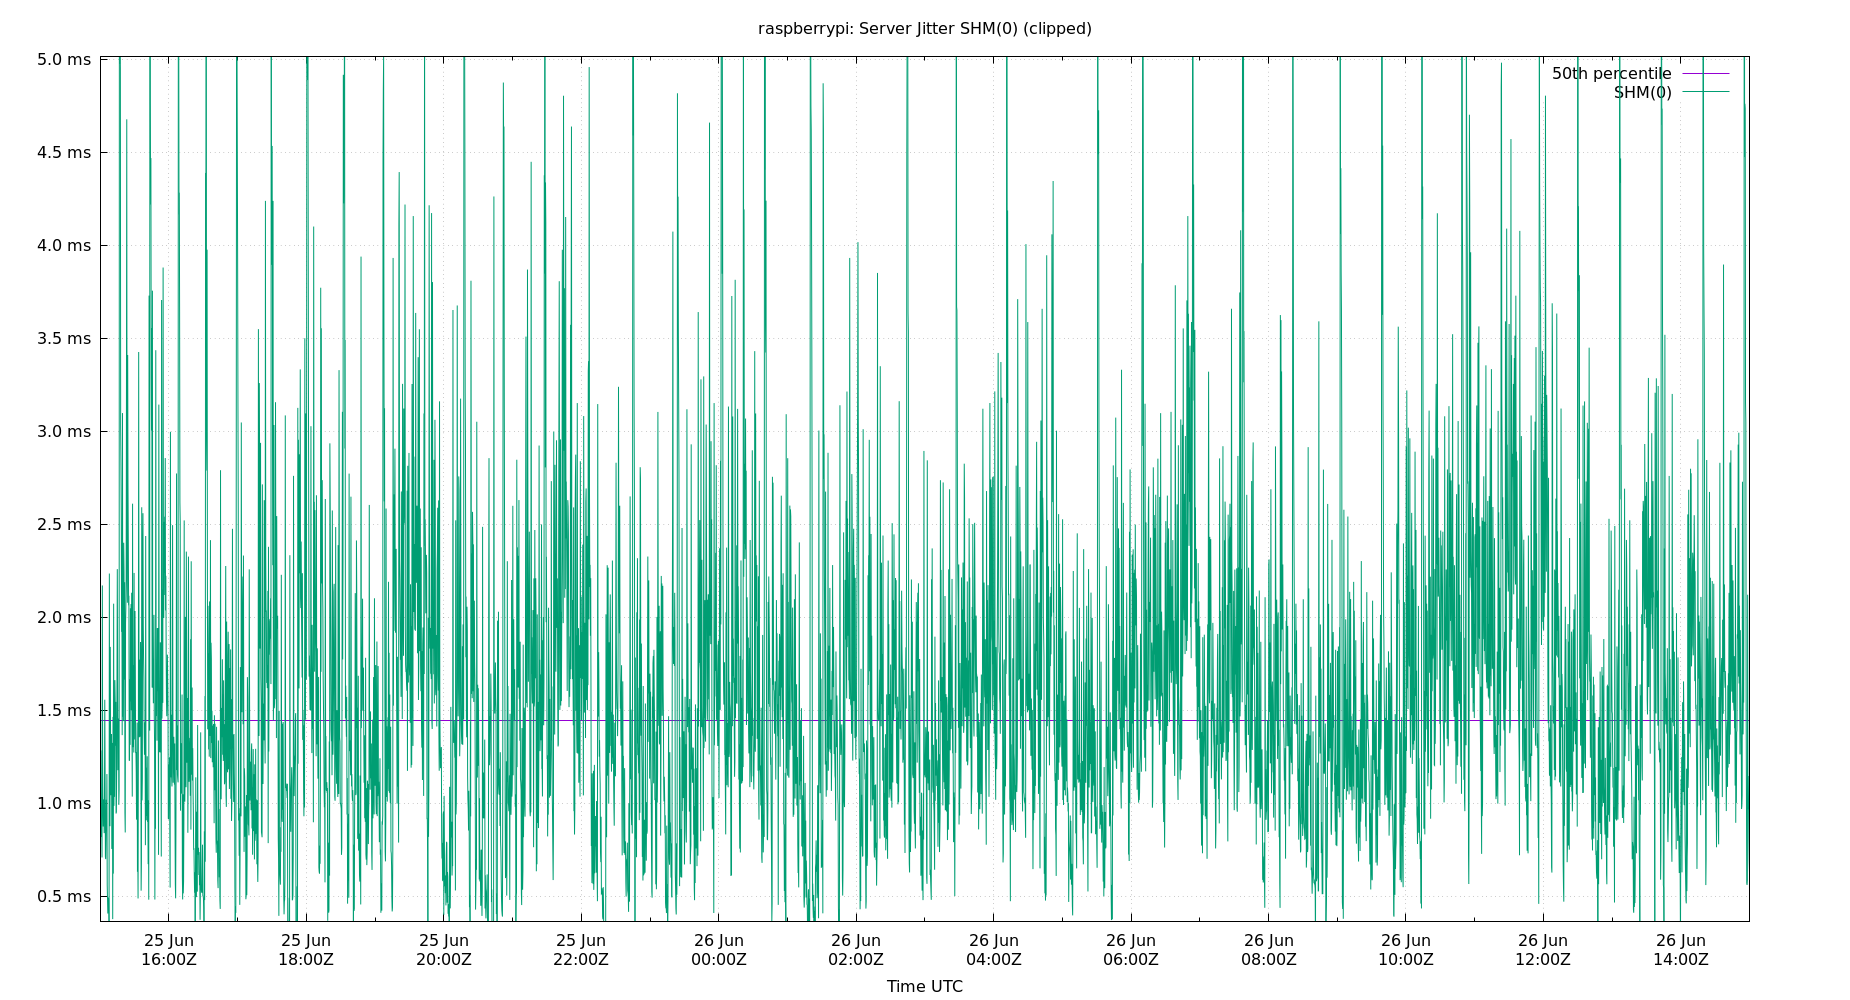 raspberrypi: Server Jitter SHM(0) (clipped)
5.0 ms
4.5 ms
4.0 ms
3.5 ms
3.0 ms
2.5 ms
2.0 ms
1.5 ms
1.0 ms
0.5 ms
50th percentile
SHM(0)
25 Jun
16:00Z
25 Jun
18:00Z
25 Jun
20:00Z
25 Jun
22:00Z
26 Jun
00:00Z
26 Jun
02:00Z
26 Jun
04:00Z
26 Jun
06:00Z
26 Jun
08:00Z
26 Jun
10:00Z
26 Jun
12:00Z
26 Jun
14:00Z
Time UTC